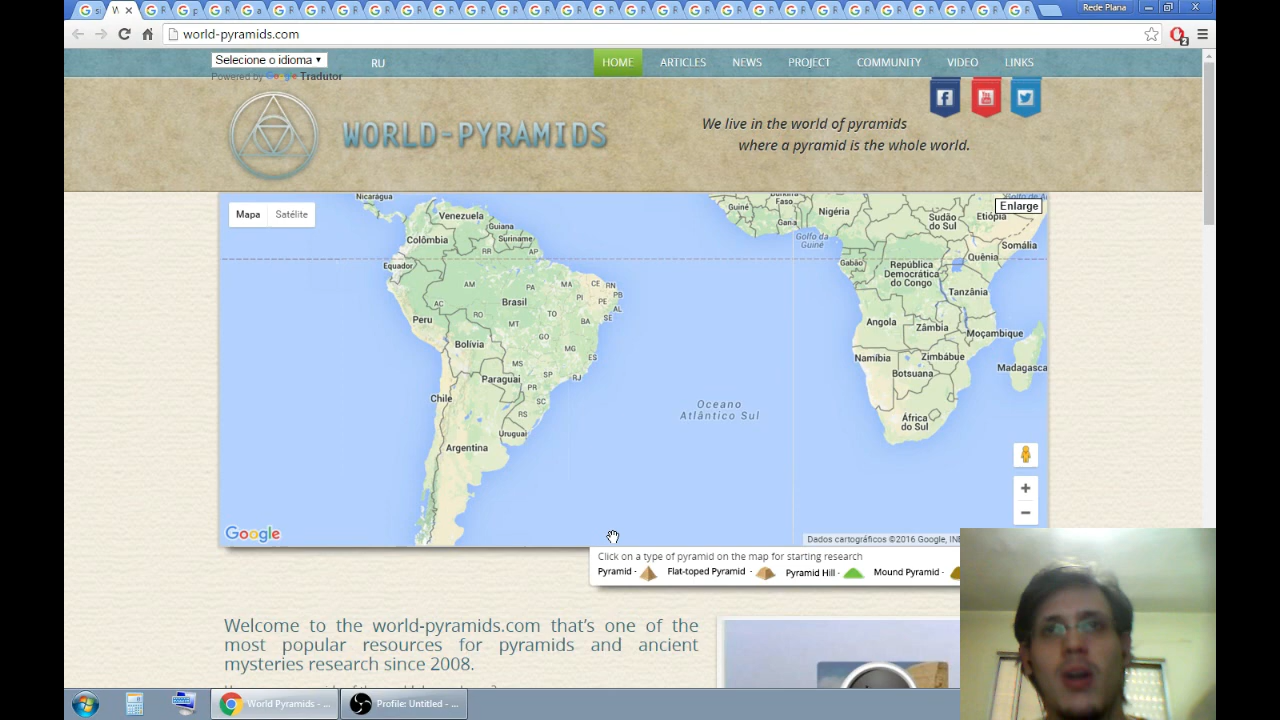 Rede Plana
world-pyramids.com
2
Selecione o idioma
Powered by Google Tradutor
RU
HOME ARTICLES NEWS PROJECT COMMUNITY VIDEO LINKS
WORLD-PYRAMIDS
We live in the world of pyramids
where a pyramid is the whole world.
Mapa Satélite
Enlarge
Nicarágua
Venezuela
Guiana
Suriname
Colômbia
RR AP
Equador
AM PA MA CE RN
PB
PI PE
AL
AC RO TO SE
Brasil
Peru MT BA
GO
Bolívia
MG
MS ES
SP RJ
Paraguai
PR
Chile SC
RS
Uruguai
Argentina
Oceano
Atlântico Sul
Guiné
Faso
Gana
Nigéria
Sudão
do Sul
Etiópia
Golfo da
Guiné
Somália
Gabão
Quênia
República
Democrática
do Congo
Tanzânia
Angola
Zâmbia
Moçambique
Namíbia
Zimbábue
Botsuana
Madagasca
África
do Sul
+
−
Google
Dados cartográficos ©2016 Google, INE
Click on a type of pyramid on the map for starting research
Pyramid - Flat-toped Pyramid - Pyramid Hill - Mound Pyramid -
Welcome to the world-pyramids.com that's one of the
most popular resources for pyramids and ancient
mysteries research since 2008.
World Pyramids - ...
Profile: Untitled - ...